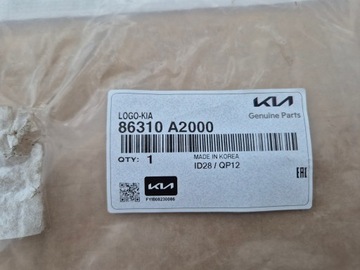 LOGO-KIA
86310 A2000
KIA
Genuine Parts
QTY: 1
MADE IN KOREA
ID28 / QP12
KIA
EAC